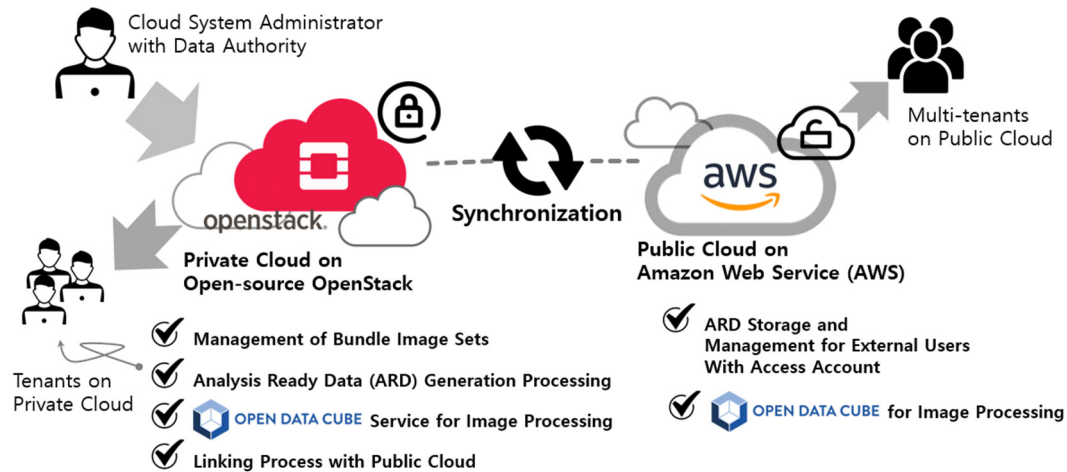 Cloud System Administrator
with Data Authority
openstack.
Synchronization
aws
Multi-tenants
on Public Cloud
Private Cloud on
Open-source OpenStack
Public Cloud on
Amazon Web Service (AWS)
Tenants on
Private Cloud
Management of Bundle Image Sets
Analysis Ready Data (ARD) Generation Processing
OPEN DATA CUBE Service for Image Processing
Linking Process with Public Cloud
ARD Storage and
Management for External Users
With Access Account
OPEN DATA CUBE for Image Processing